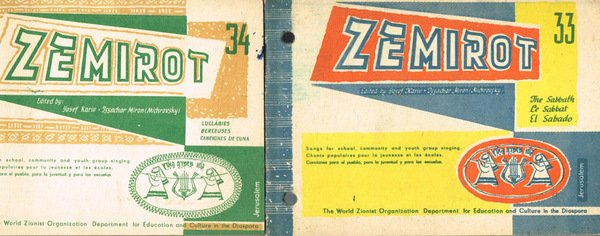 ZEMIROT
34
Edited by: Yosef Kariv - Issachar Miron (Michrovsky)
LULLABIES
BERCEUSES
CANCIONES DE CUNA
school, community and youth group singing.
populaires pour la jeunesse et les écoles.
para el pueblo, para la juventud y para las escuelas.
Jerusalem
The World Zionist Organization Department for Education and Culture in the Diaspora
ZEMIROT
33
Edited by Yosef Kariv - Issachar Miron (Michrovsky)
The Sabbath
Le Sabbat
El Sabado
Songs for school, community and youth group singing.
Chants populaires pour la jeunesse et les écoles.
Canciones para el pueblo, para la juventud y para las escuelas.
Jerusalem
The World Zionist Organization Department for Education and Culture in the Diaspora